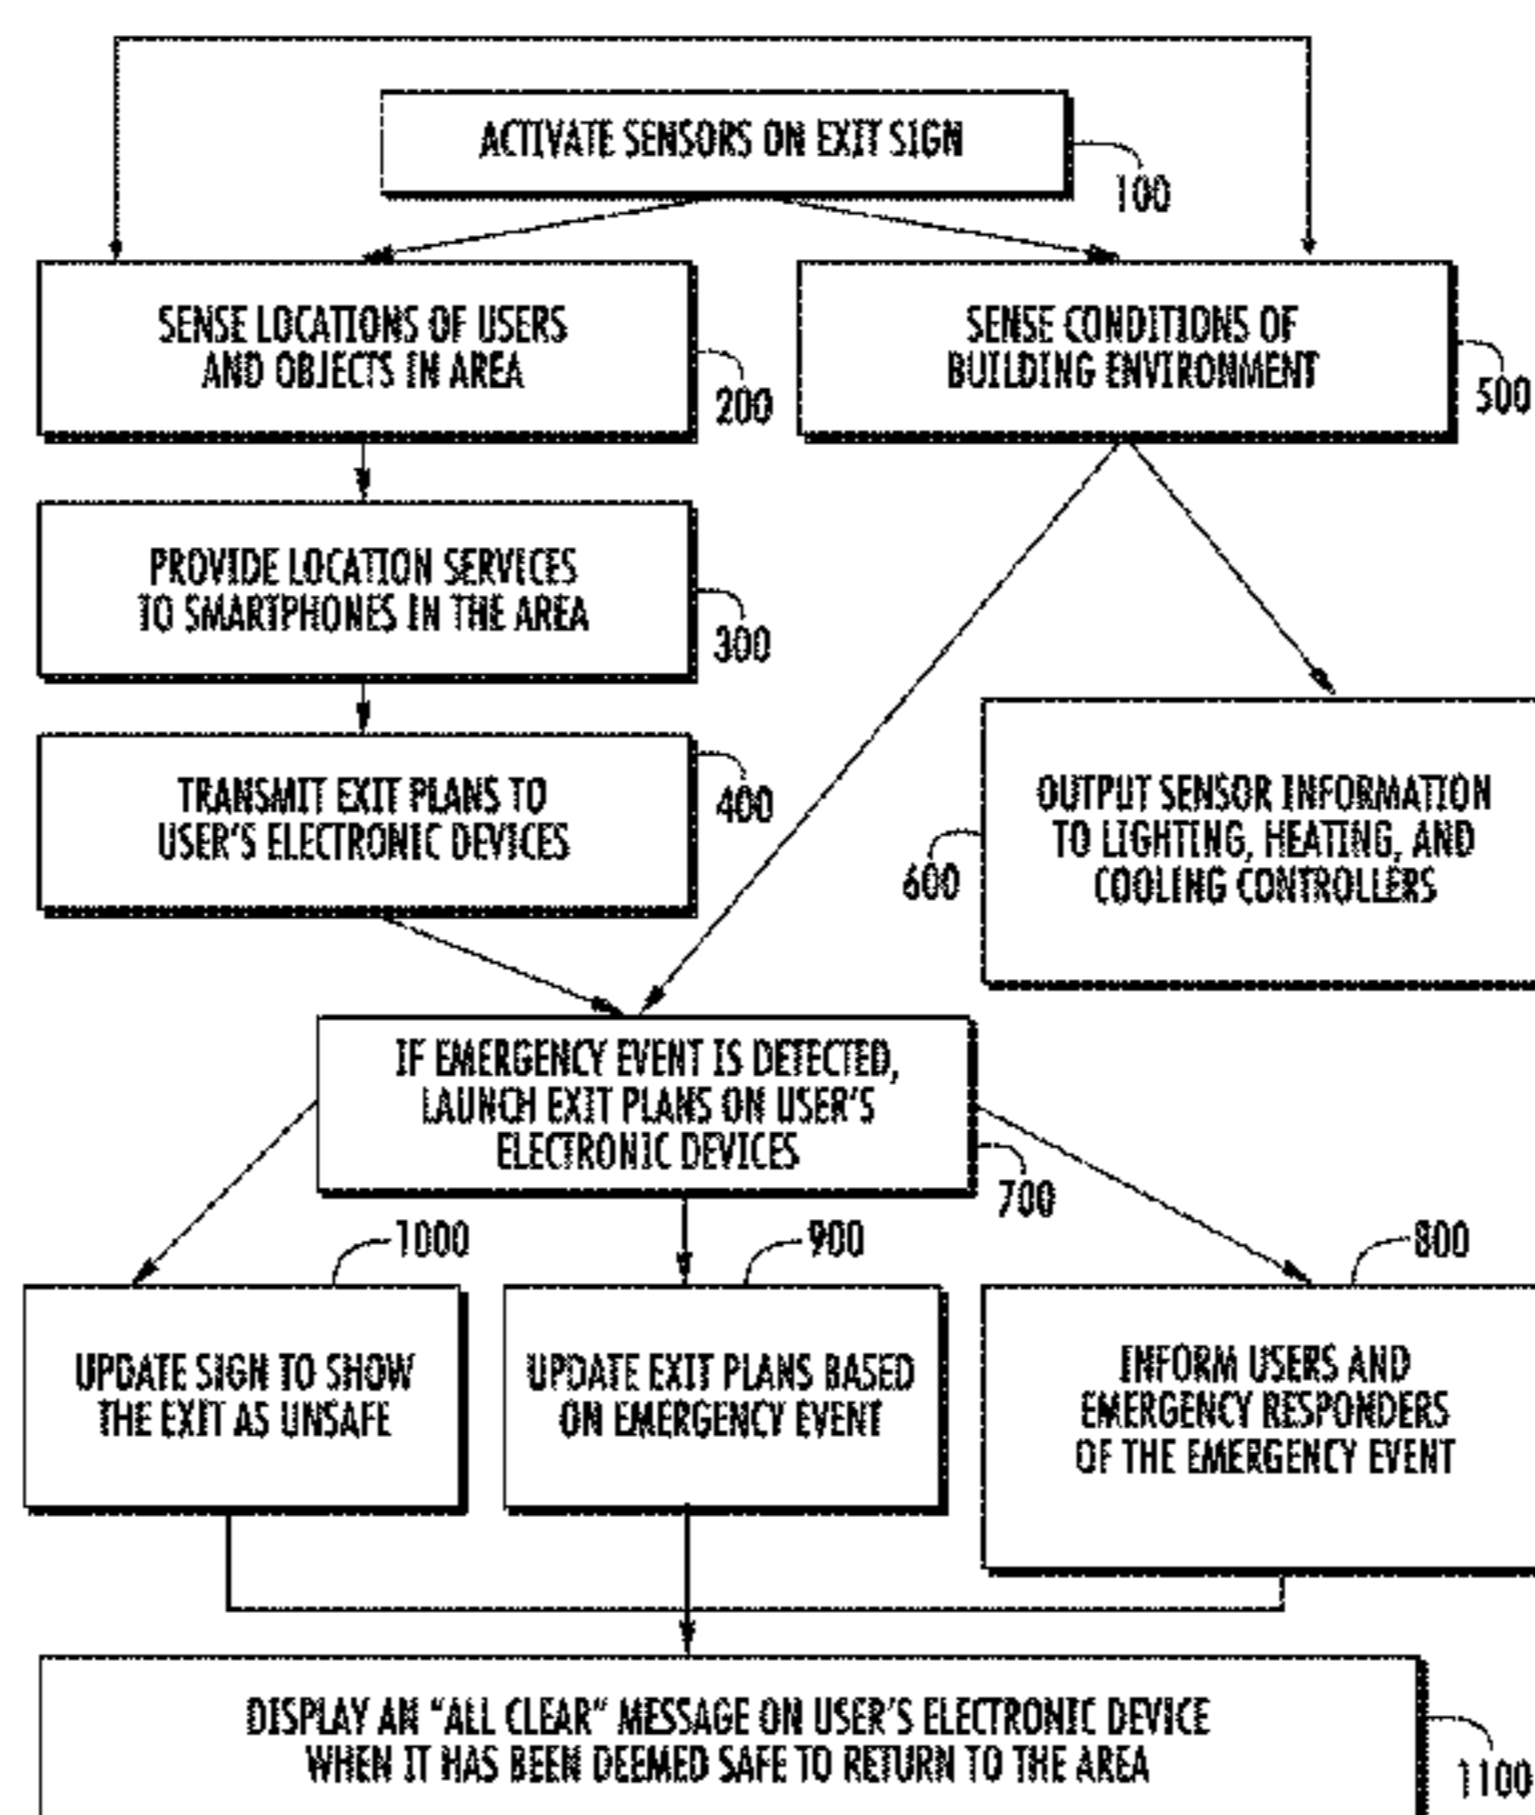 ACTIVATE SENSORS ON EXIT SIGN
100
SENSE LOCATIONS OF USERS
AND OBJECTS IN AREA
200
SENSE CONDITIONS OF
BUILDING ENVIRONMENT
500
PROVIDE LOCATION SERVICES
TO SMARTPHONES IN THE AREA
300
TRANSMIT EXIT PLANS TO
USER'S ELECTRONIC DEVICES
400
OUTPUT SENSOR INFORMATION
TO LIGHTING, HEATING, AND
COOLING CONTROLLERS
600
IF EMERGENCY EVENT IS DETECTED,
LAUNCH EXIT PLANS ON USER'S
ELECTRONIC DEVICES
700
1000
UPDATE SIGN TO SHOW
THE EXIT AS UNSAFE
900
UPDATE EXIT PLANS BASED
ON EMERGENCY EVENT
800
INFORM USERS AND
EMERGENCY RESPONDERS
OF THE EMERGENCY EVENT
DISPLAY AN "ALL CLEAR" MESSAGE ON USER'S ELECTRONIC DEVICE
WHEN IT HAS BEEN DEEMED SAFE TO RETURN TO THE AREA
1100